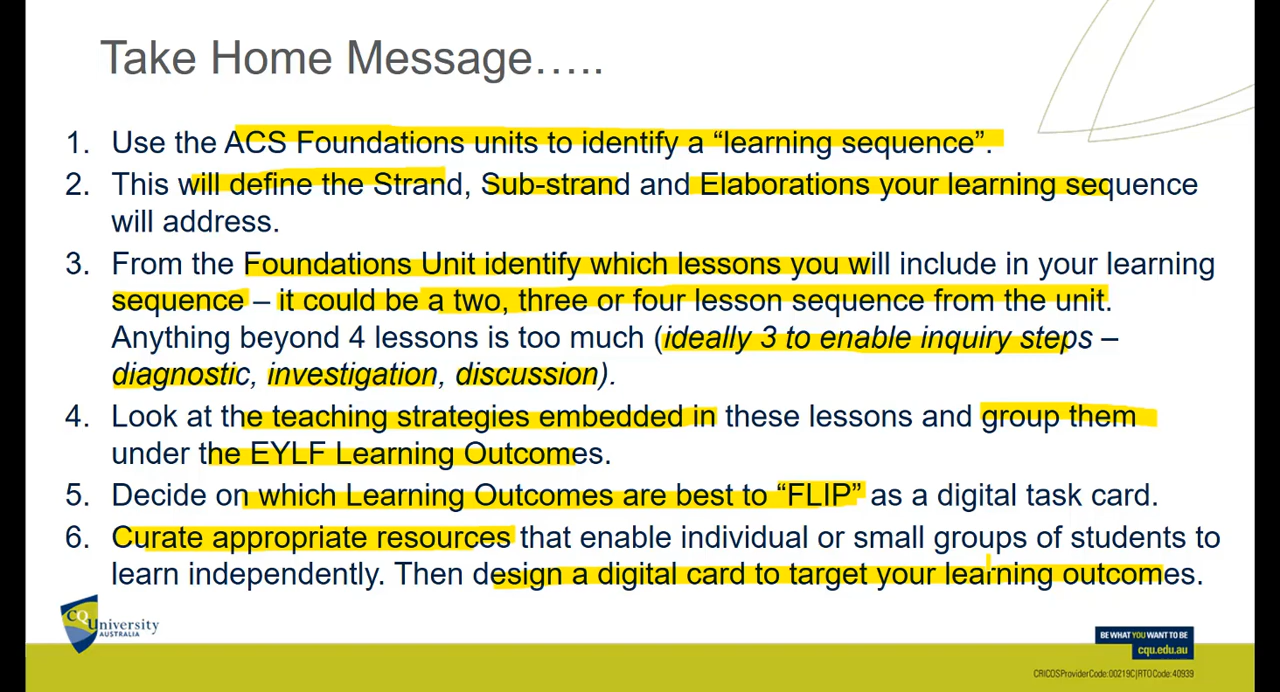 Take Home Message…..
1. Use the ACS Foundations units to identify a “learning sequence”.
2. This will define the Strand, Sub-strand and Elaborations your learning sequence
will address.
3. From the Foundations Unit identify which lessons you will include in your learning
sequence – it could be a two, three or four lesson sequence from the unit.
Anything beyond 4 lessons is too much (ideally 3 to enable inquiry steps –
diagnostic, investigation, discussion).
4. Look at the teaching strategies embedded in these lessons and group them
under the EYLF Learning Outcomes.
5. Decide on which Learning Outcomes are best to “FLIP” as a digital task card.
6. Curate appropriate resources that enable individual or small groups of students to
learn independently. Then design a digital card to target your learning outcomes.
CQUniversity
AUSTRALIA
BE WHAT YOU WANT TO BE
cqu.edu.au
CRICOSProviderCode:00219C|RTOCode:40939